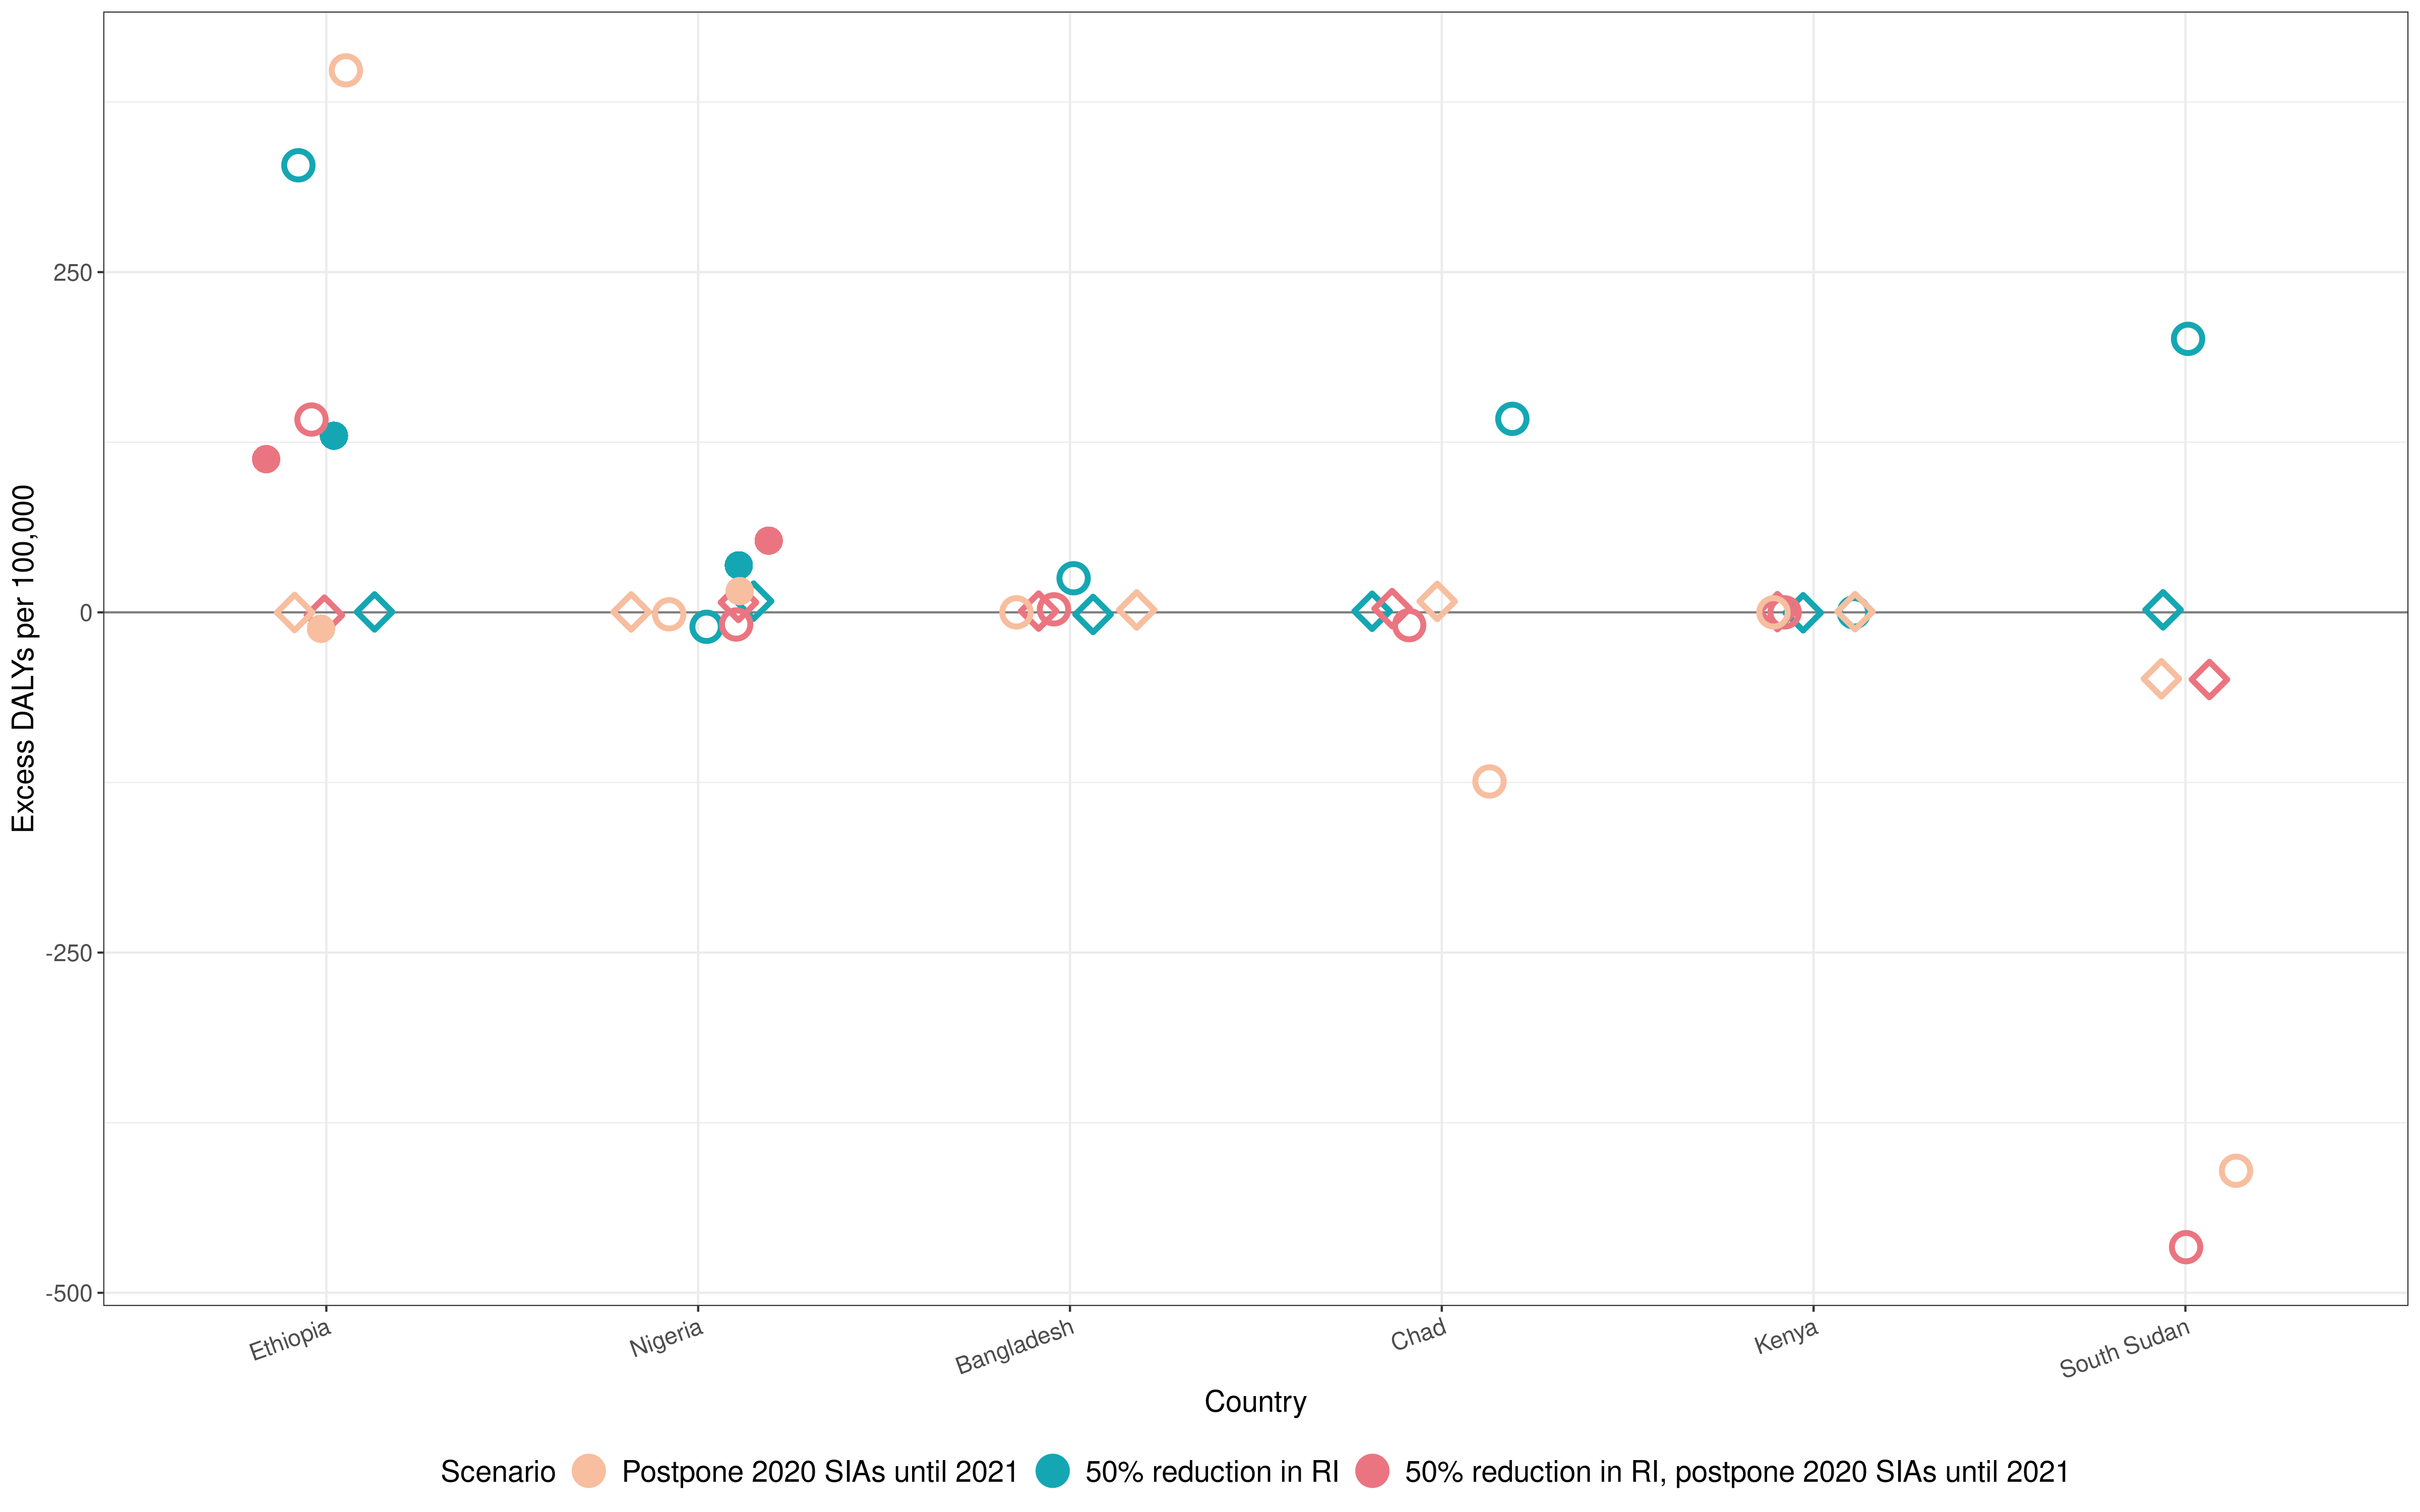 Excess DALYs per 100,000
250
0
-250
-500
Ethiopia
Nigeria
Bangladesh
Chad
Kenya
South Sudan
Country
Scenario Postpone 2020 SIAs until 2021 50% reduction in RI 50% reduction in RI, postpone 2020 SIAs until 2021